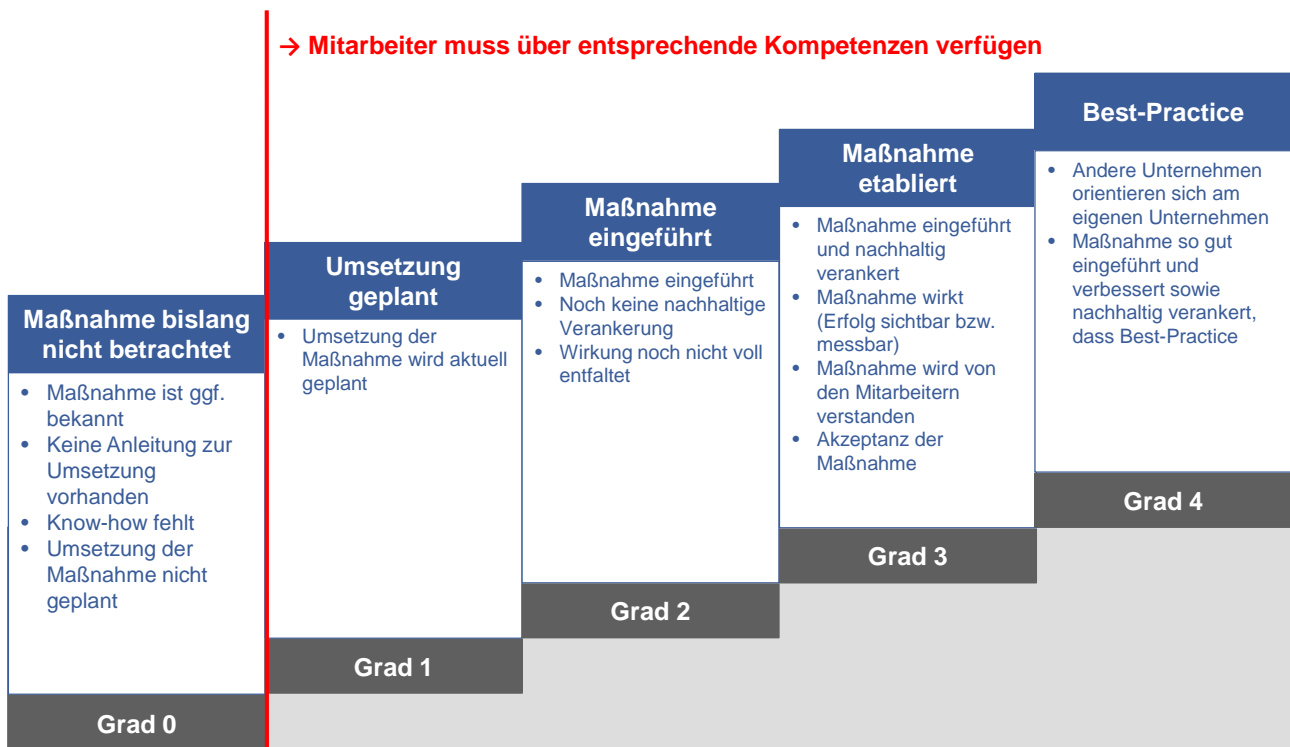 → Mitarbeiter muss über entsprechende Kompetenzen verfügen
Maßnahme bislang
nicht betrachtet
• Maßnahme ist ggf.
bekannt
• Keine Anleitung zur
Umsetzung
vorhanden
• Know-how fehlt
• Umsetzung der
Maßnahme nicht
geplant
Grad 0
Umsetzung
geplant
• Umsetzung der
Maßnahme wird aktuell
geplant
Grad 1
Maßnahme
eingeführt
• Maßnahme eingeführt
• Noch keine nachhaltige
Verankerung
• Wirkung noch nicht voll
entfaltet
Grad 2
Maßnahme
etabliert
• Maßnahme eingeführt
und nachhaltig
verankert
• Maßnahme wirkt
(Erfolg sichtbar bzw.
messbar)
• Maßnahme wird von
den Mitarbeitern
verstanden
• Akzeptanz der
Maßnahme
Grad 3
Best-Practice
• Andere Unternehmen
orientieren sich am
eigenen Unternehmen
• Maßnahme so gut
eingeführt und
verbessert sowie
nachhaltig verankert,
dass Best-Practice
Grad 4